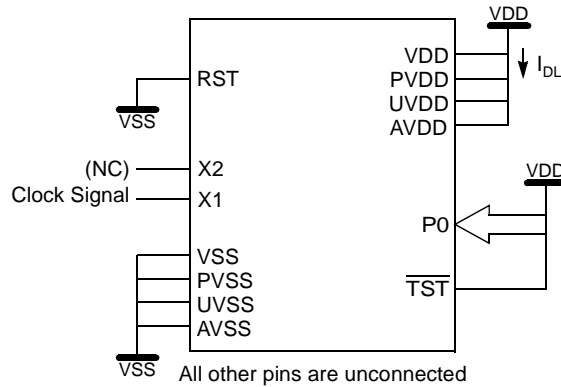 VDD
VDD
I_DL
RST
PVDD
UVDD
VSS
AVDD
(NC)
X2
VDD
Clock Signal
X1
P0
VSS
PVSS
TST
UVSS
AVSS
VSS
All other pins are unconnected